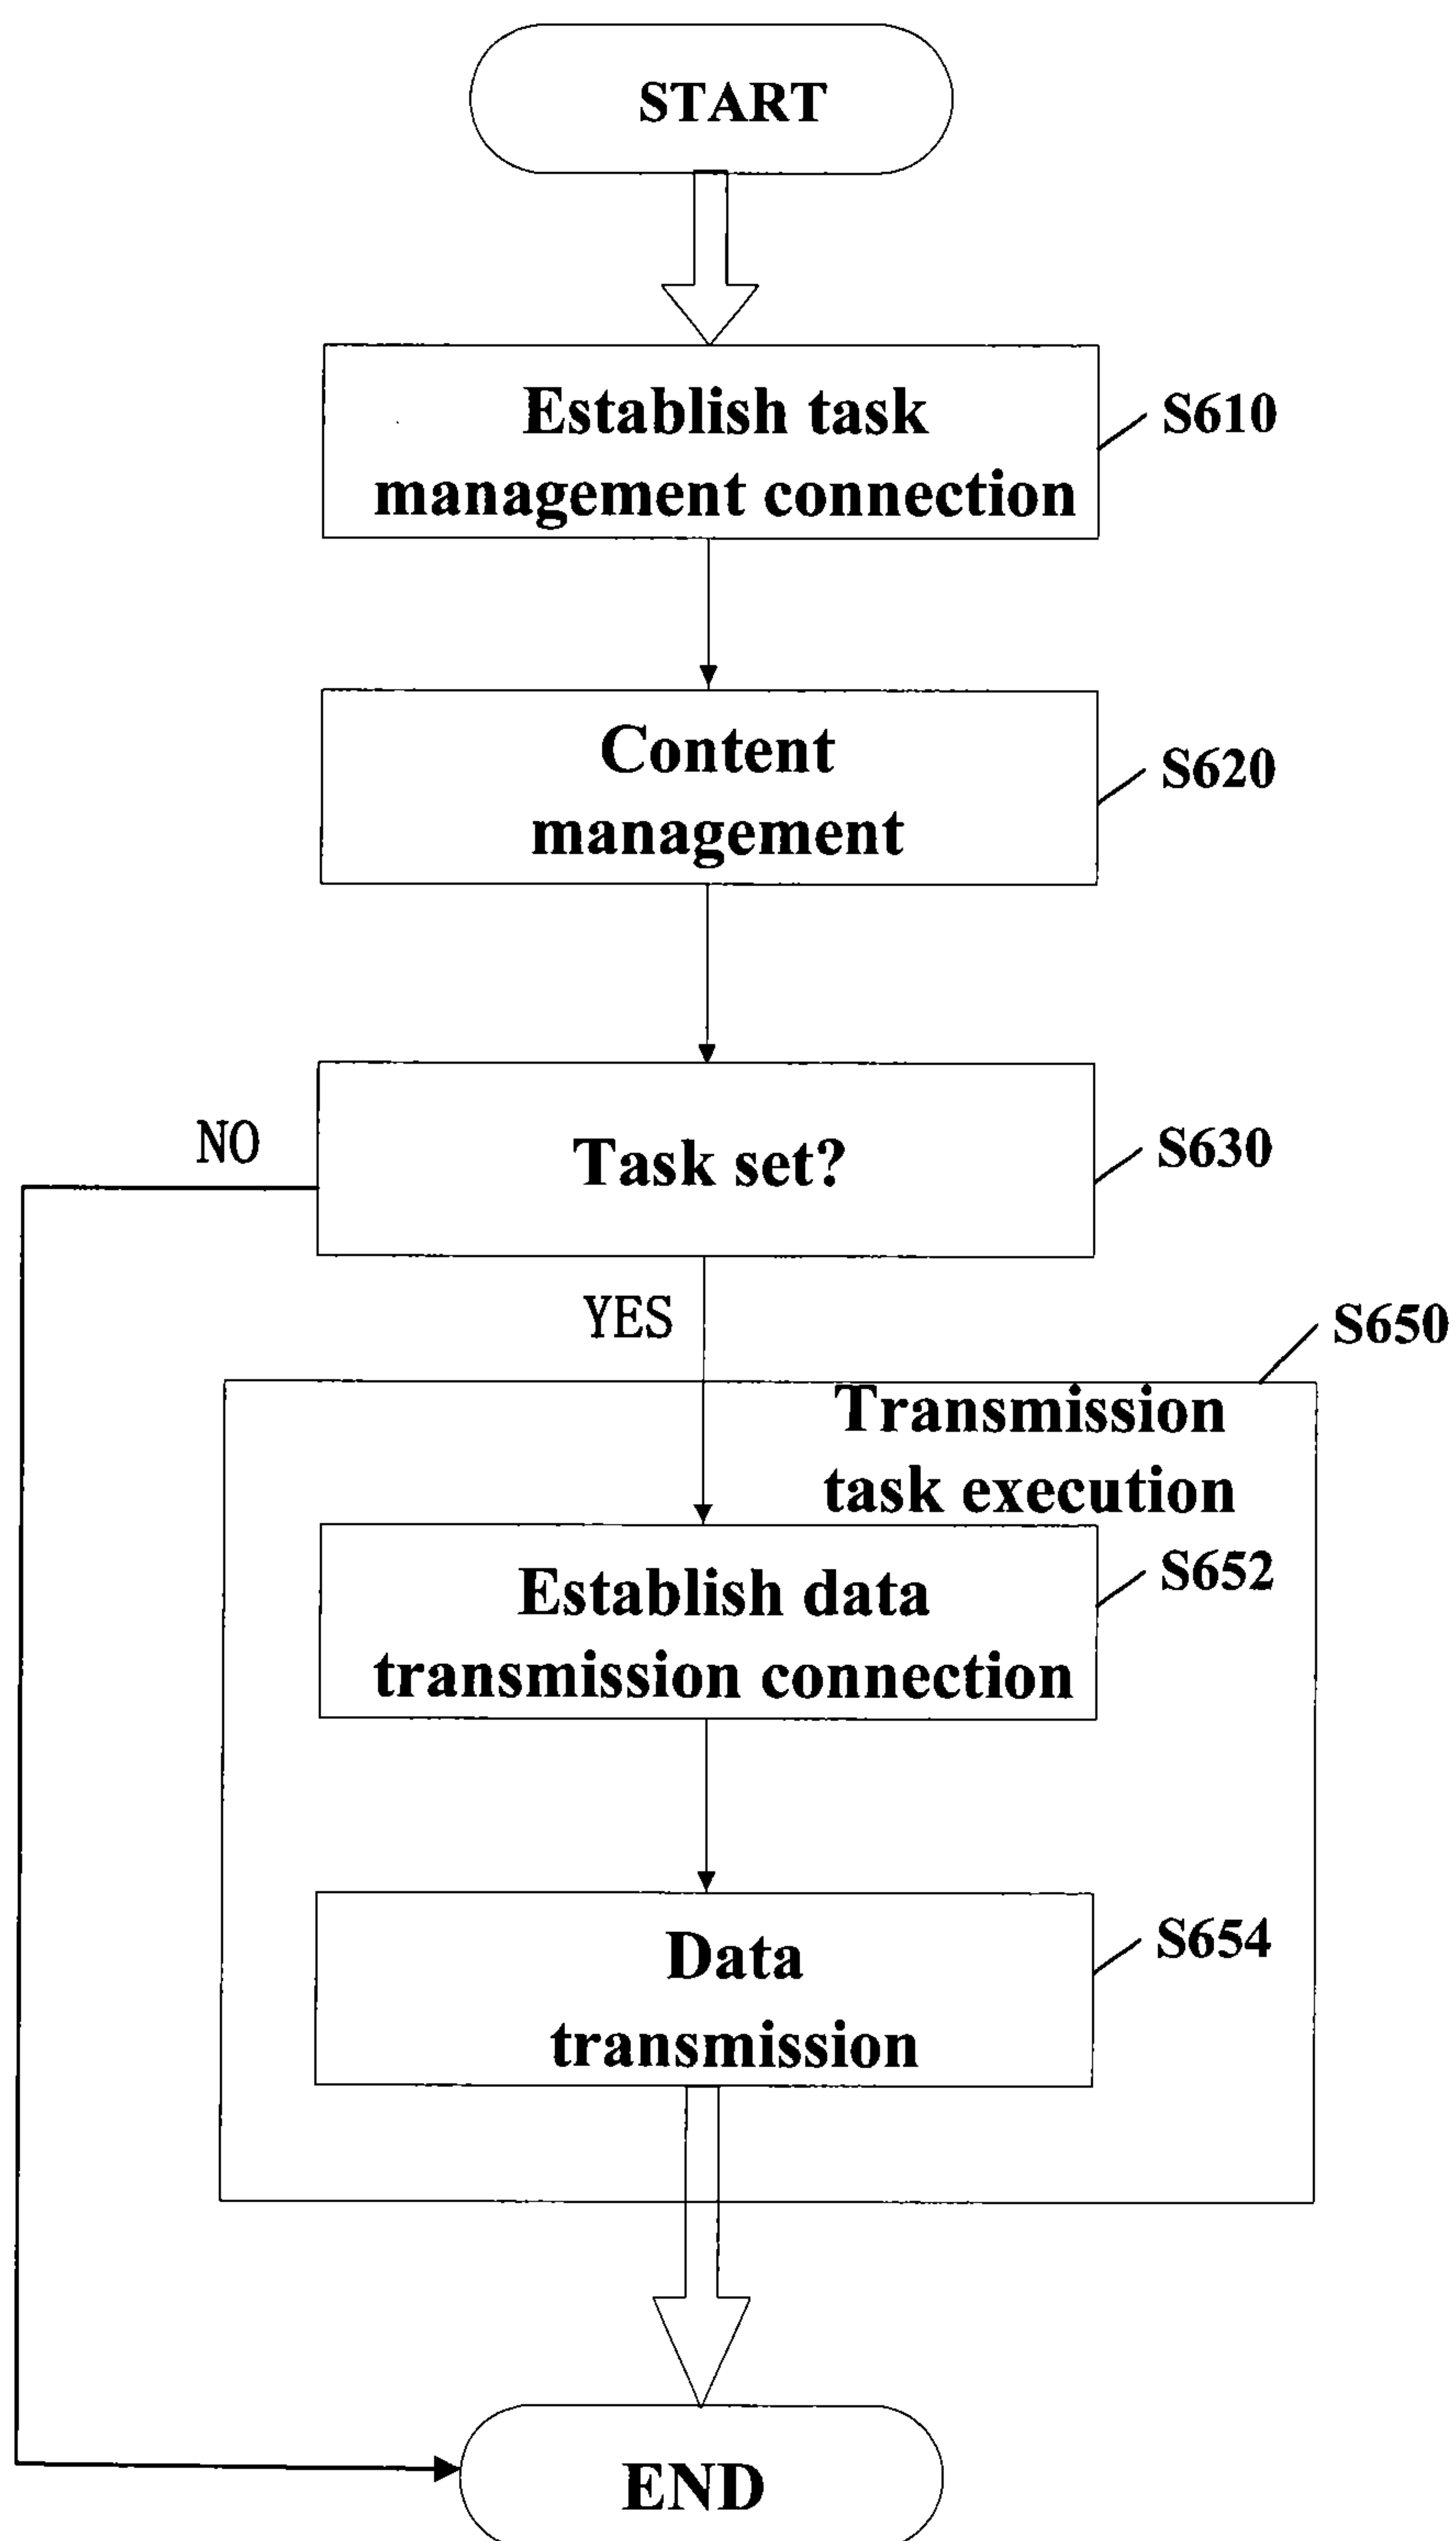 START
Establish task
management connection
S610
Content
management
S620
NO
Task set?
S630
YES
S650
Transmission
task execution
Establish data
transmission connection
S652
Data
transmission
S654
END